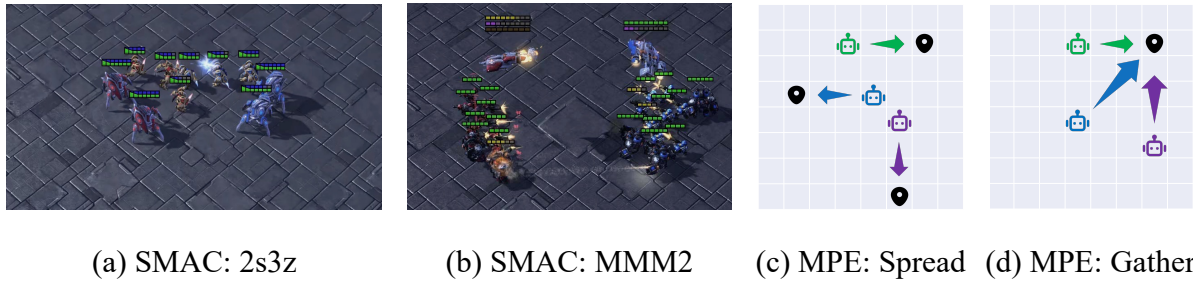 (a) SMAC: 2s3z
(b) SMAC: MMM2
(c) MPE: Spread
(d) MPE: Gather